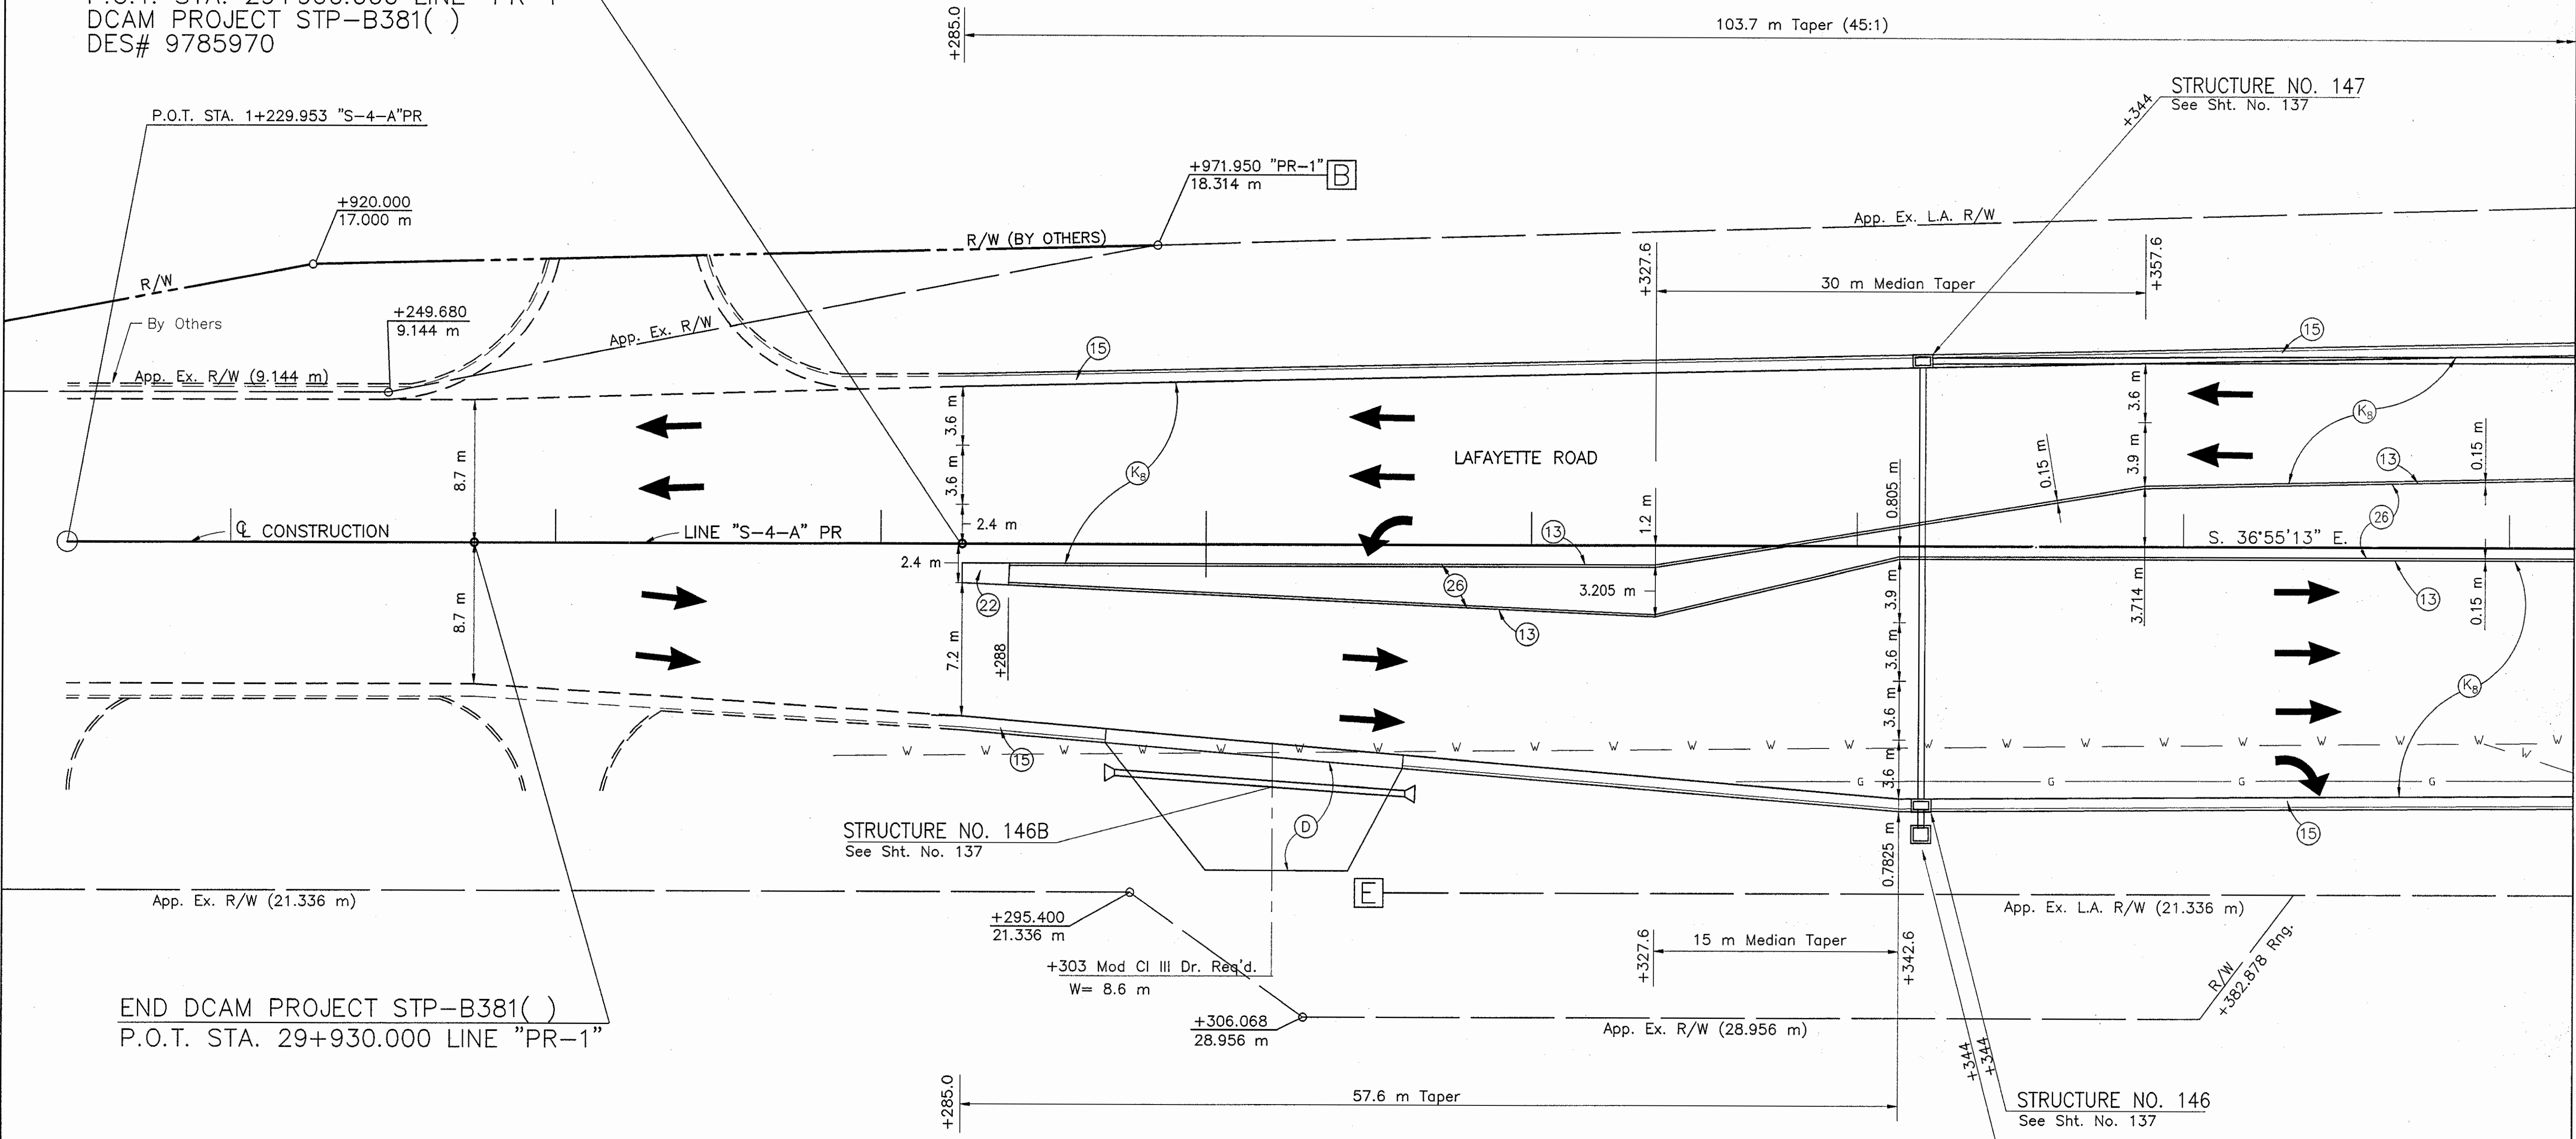 DCAM PROJECT STP-B381( )
DES# 9785970
+285.0
103.7 m Taper (45:1)
STRUCTURE NO. 147
See Sht. No. 137
+344
P.O.T. STA. 1+229.953 "S-4-A"PR
+971.950 "PR-1" B
18.314 m
+920.000
17.000 m
App. Ex. L.A. R/W
R/W (BY OTHERS)
R/W
+327.6
30 m Median Taper
+357.6
By Others
+249.680
9.144 m
App. Ex. R/W
15
15
App. Ex. R/W (9.144 m)
3.6 m
3.6 m
K8
8.7 m
3.6 m
K8
LAFAYETTE ROAD
3.9 m
0.15 m
13
0.15 m
0.805 m
1.2 m
2.4 m
℄ CONSTRUCTION
LINE "S-4-A" PR
13
26
S. 36°55'13" E.
2.4 m
22
26
3.205 m
13
3.9 m
3.714 m
13
0.15 m
8.7 m
7.2 m
+288
3.6 m
3.6 m
K8
W W W W W W W W W W W W W W W W W W W W W W
W
15
3.6 m
G G G G
STRUCTURE NO. 146B
See Sht. No. 137
D
15
0.7825 m
E
App. Ex. R/W (21.336 m)
+295.400
21.336 m
App. Ex. L.A. R/W (21.336 m)
+327.6
15 m Median Taper
+342.6
+303 Mod Cl III Dr. Req'd.
W= 8.6 m
R/W
+382.878 Rng.
END DCAM PROJECT STP-B381( )
P.O.T. STA. 29+930.000 LINE "PR-1"
+306.068
28.956 m
App. Ex. R/W (28.956 m)
+344
+344
+285.0
57.6 m Taper
STRUCTURE NO. 146
See Sht. No. 137